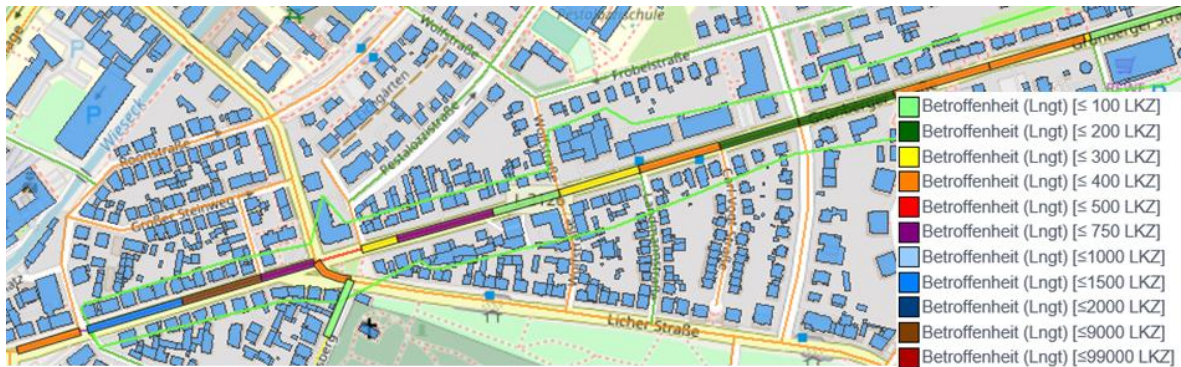 Pestalozzischule
Wolfstraße
Fröbelstraße
Grünberger Str
P
Wieseck
Pestalozzistraße
Roonstraße
Großer Steinweg
Licher Straße
Betroffenheit (Lngt) [≤ 100 LKZ]
Betroffenheit (Lngt) [≤ 200 LKZ]
Betroffenheit (Lngt) [≤ 300 LKZ]
Betroffenheit (Lngt) [≤ 400 LKZ]
Betroffenheit (Lngt) [≤ 500 LKZ]
Betroffenheit (Lngt) [≤ 750 LKZ]
Betroffenheit (Lngt) [≤1000 LKZ]
Betroffenheit (Lngt) [≤1500 LKZ]
Betroffenheit (Lngt) [≤2000 LKZ]
Betroffenheit (Lngt) [≤9000 LKZ]
Betroffenheit (Lngt) [≤99000 LKZ]